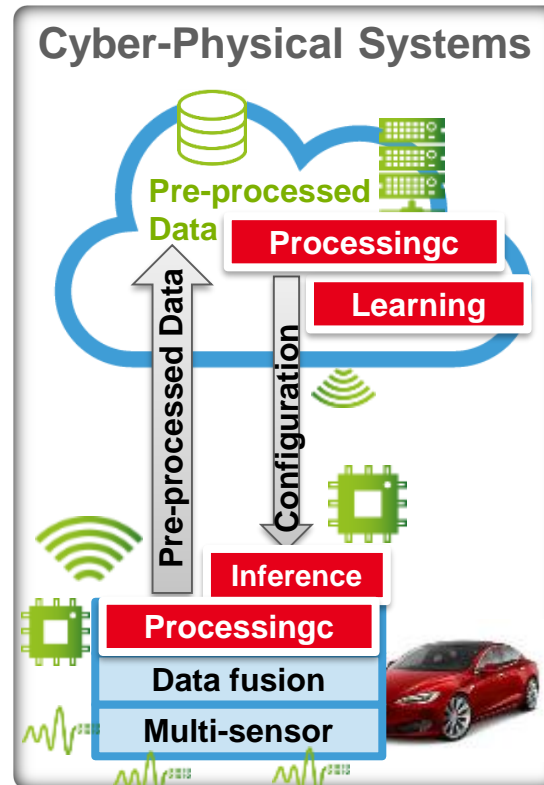 Cyber-Physical Systems
Pre-processed
Data
Processingc
Learning
Pre-processed Data
Configuration
Inference
Processingc
Data fusion
Multi-sensor